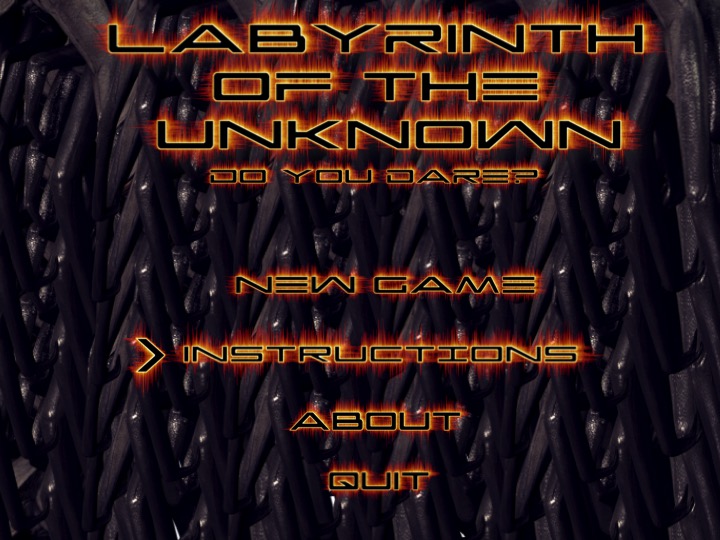 LABYRINTH
OF THE
UNKNOWN
DO YOU DARE?
NEW GAME
> INSTRUCTIONS
ABOUT
QUIT